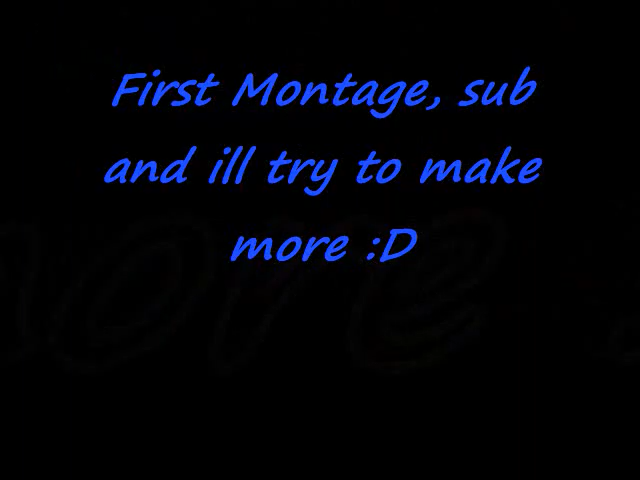 First Montage, sub
and ill try to make
more :D